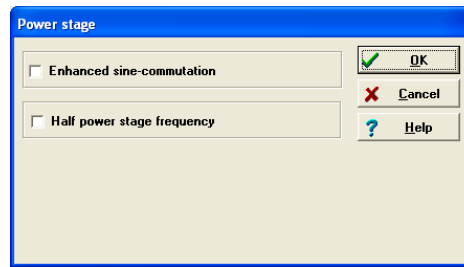 Power stage
Enhanced sine-commutation
Half power stage frequency
OK
Cancel
Help